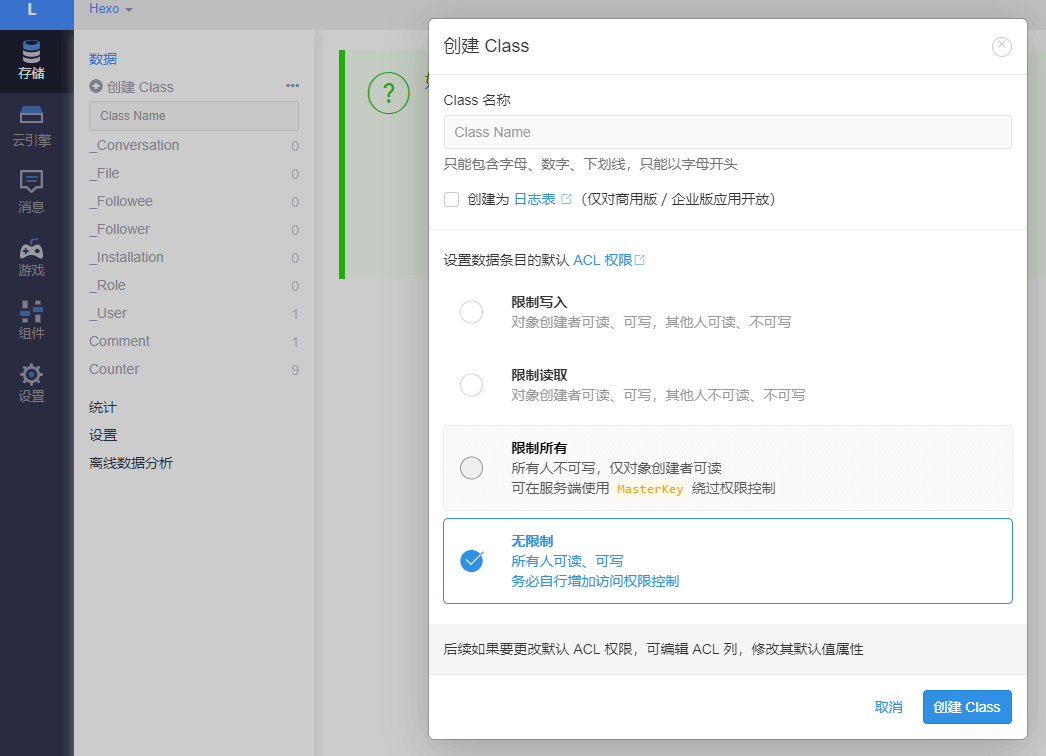 L
Hexo
存储
云引擎
消息
游戏
组件
设置
数据
创建 Class
Class Name
_Conversation 0
_File 0
_Followee 0
_Follower 0
_Installation 0
_Role 0
_User 1
Comment 1
Counter 9
统计
设置
离线数据分析
?
创建 Class
Class 名称
Class Name
只能包含字母、数字、下划线，只能以字母开头
创建为 日志表 （仅对商用版 / 企业版应用开放）
设置数据条目的默认 ACL 权限
限制写入
对象创建者可读、可写，其他人可读、不可写
限制读取
对象创建者可读、可写，其他人不可读、不可写
限制所有
所有人不可写，仅对象创建者可读
可在服务端使用 MasterKey 绕过权限控制
无限制
所有人可读、可写
务必自行增加访问权限控制
后续如果要更改默认 ACL 权限，可编辑 ACL 列，修改其默认值属性
取消
创建 Class